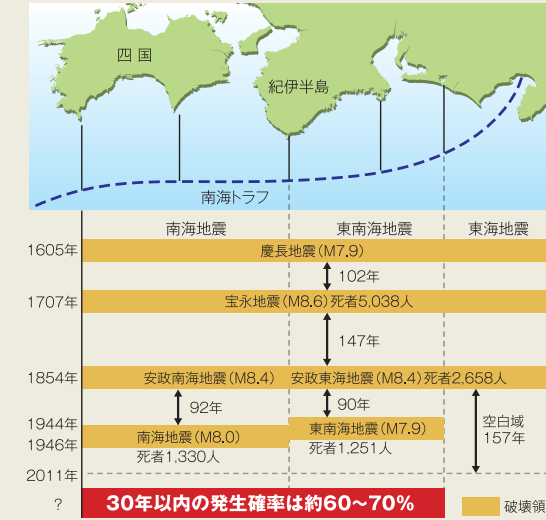 四国
紀伊半島
南海トラフ
南海地震 東南海地震 東海地震
1605年 慶長地震(M7.9)
102年
1707年 宝永地震(M8.6)死者5,038人
147年
1854年 安政南海地震(M8.4) 安政東海地震(M8.4)死者2,658人
92年 90年 空白域
157年
1944年 東南海地震(M7.9)
死者1,251人
1946年 南海地震(M8.0)
死者1,330人
2011年
? 30年以内の発生確率は約60~70% 破壊領